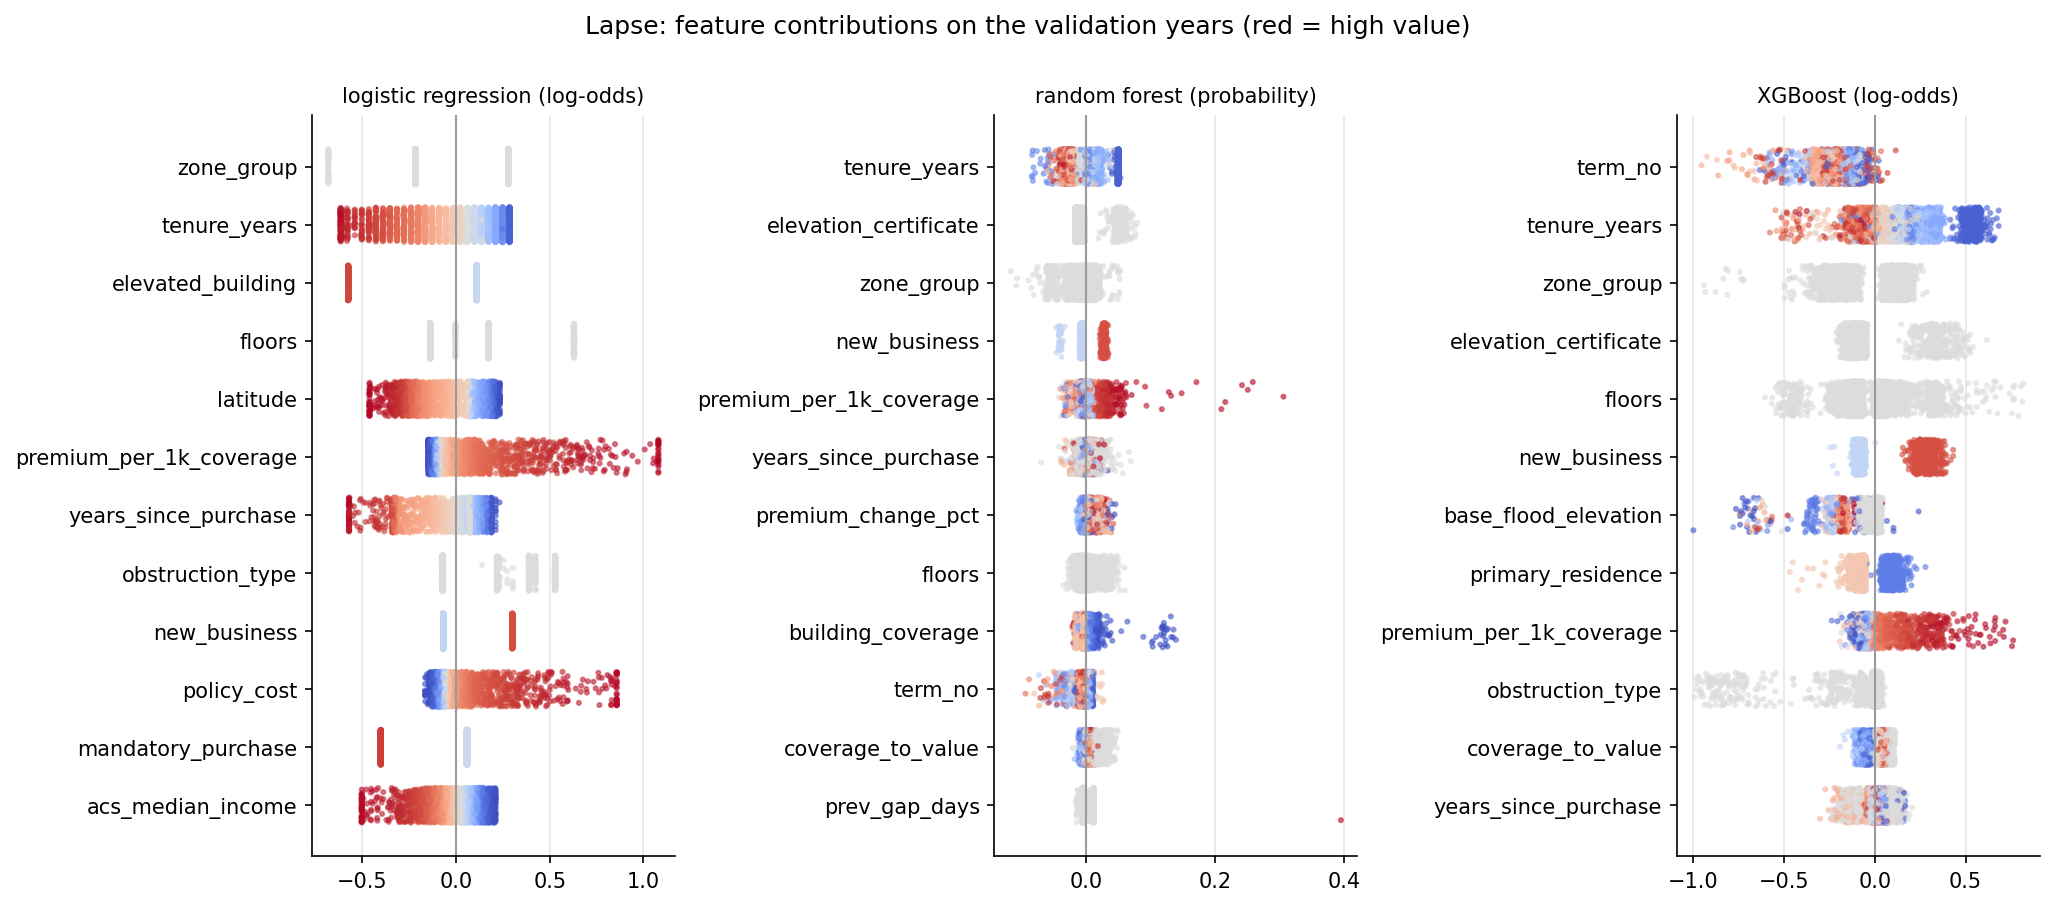 Lapse: feature contributions on the validation years (red = high value)
logistic regression (log-odds)
zone_group
tenure_years
elevated_building
floors
latitude
premium_per_1k_coverage
years_since_purchase
obstruction_type
new_business
policy_cost
mandatory_purchase
acs_median_income
−0.5 0.0 0.5 1.0
random forest (probability)
tenure_years
elevation_certificate
zone_group
new_business
premium_per_1k_coverage
years_since_purchase
premium_change_pct
floors
building_coverage
term_no
coverage_to_value
prev_gap_days
0.0 0.2 0.4
XGBoost (log-odds)
term_no
tenure_years
zone_group
elevation_certificate
floors
new_business
base_flood_elevation
primary_residence
premium_per_1k_coverage
obstruction_type
coverage_to_value
years_since_purchase
−1.0 −0.5 0.0 0.5